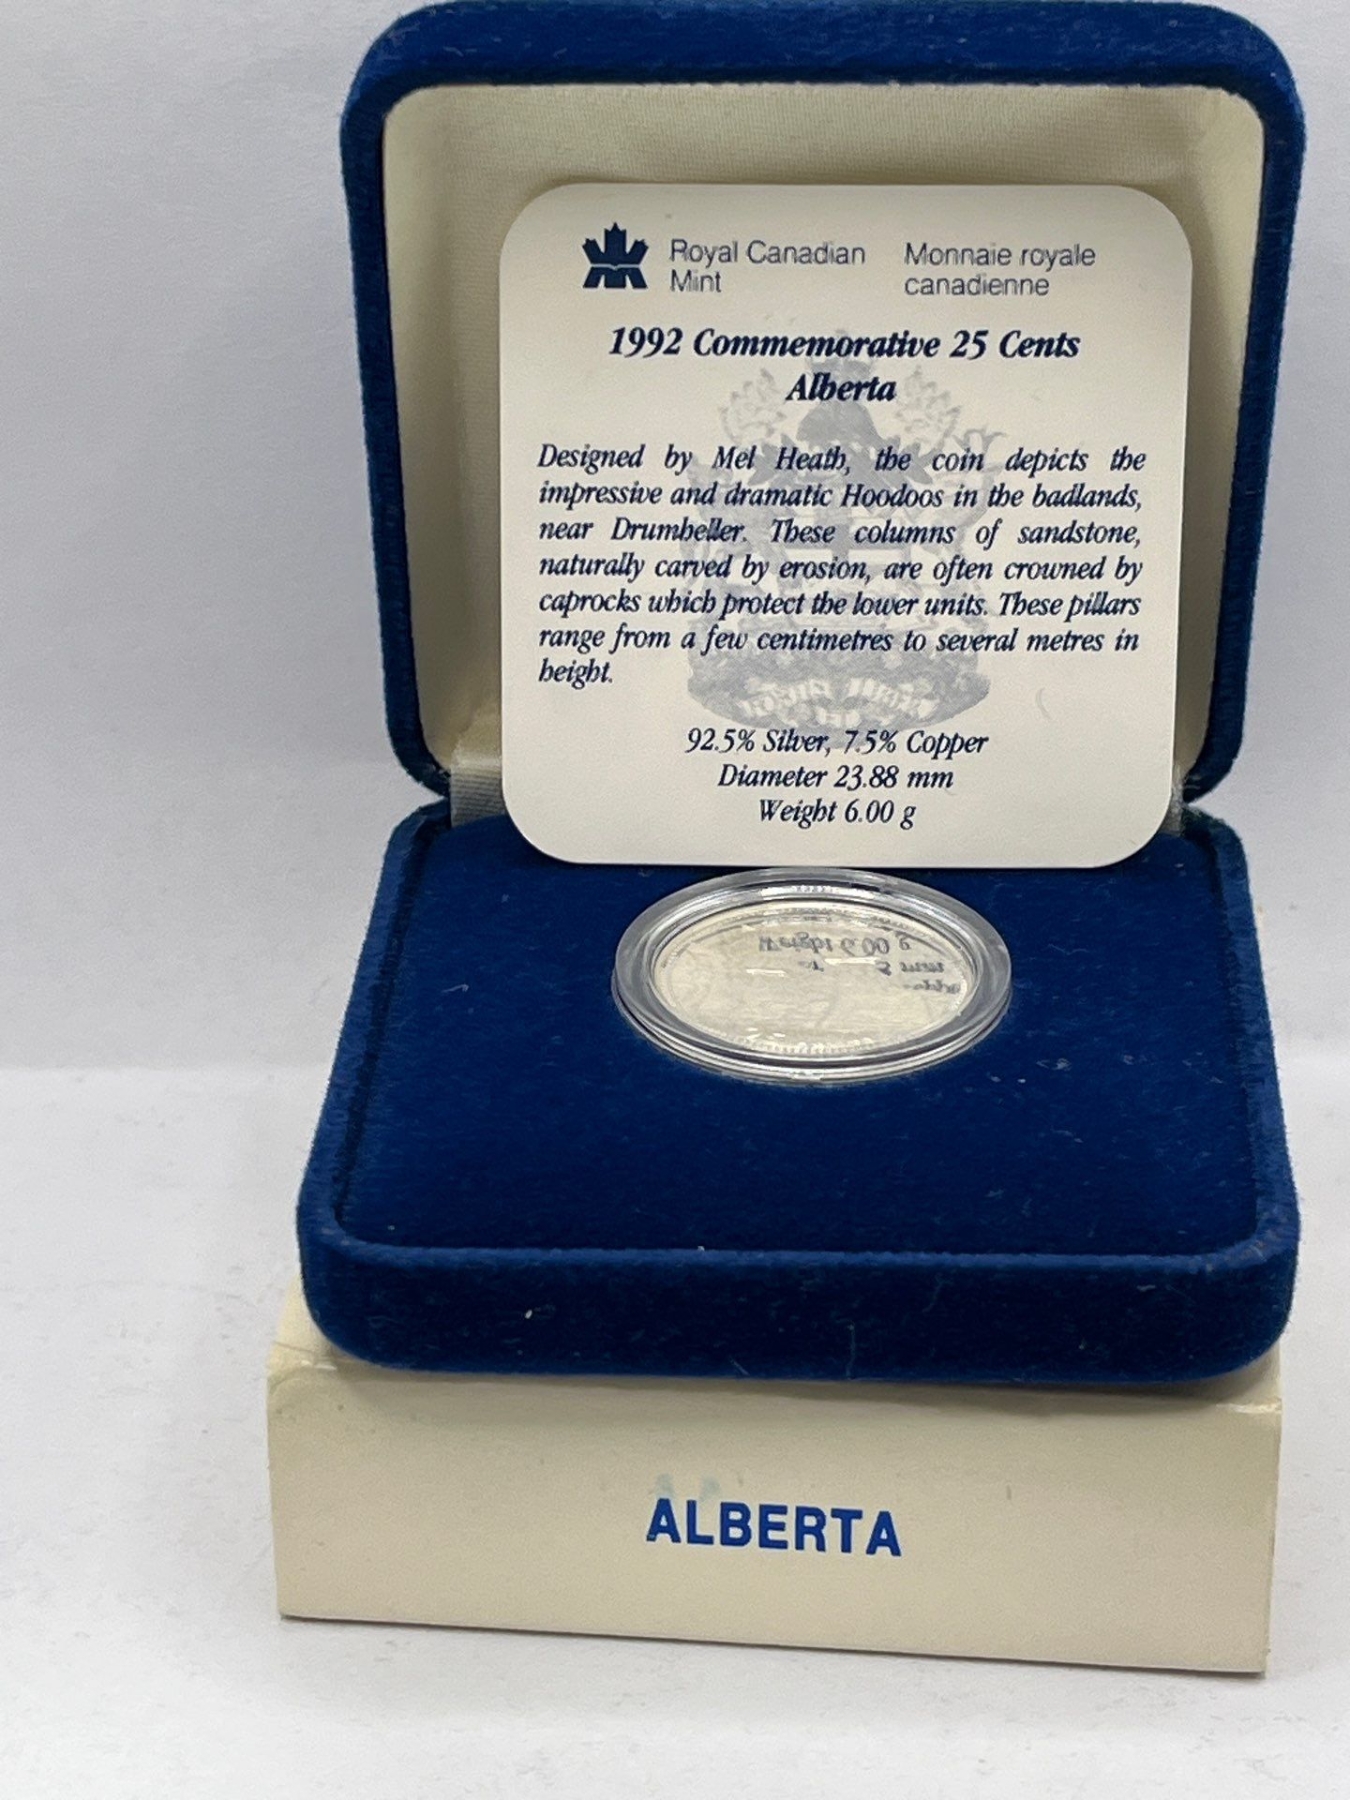 Royal Canadian Mint
Monnaie royale canadienne
1992 Commemorative 25 Cents
Alberta
Designed by Mel Heath, the coin depicts the
impressive and dramatic Hoodoos in the badlands,
near Drumheller. These columns of sandstone,
naturally carved by erosion, are often crowned by
caprocks which protect the lower units. These pillars
range from a few centimetres to several metres in
height.
92.5% Silver, 7.5% Copper
Diameter 23.88 mm
Weight 6.00 g
ALBERTA